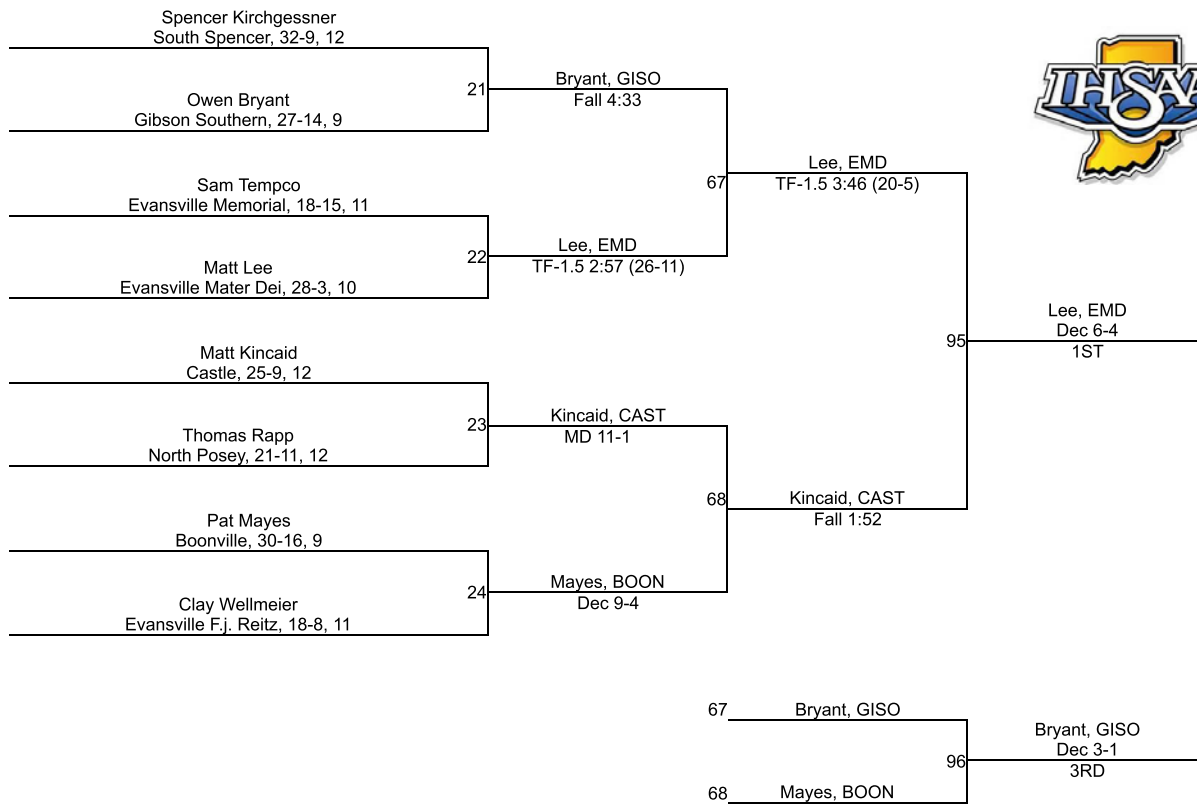 Spencer Kirchgessner
South Spencer, 32-9, 12
21
Owen Bryant
Gibson Southern, 27-14, 9
Bryant, GISO
Fall 4:33
Sam Tempco
Evansville Memorial, 18-15, 11
22
Matt Lee
Evansville Mater Dei, 28-3, 10
Lee, EMD
TF-1.5 2:57 (26-11)
67
Lee, EMD
TF-1.5 3:46 (20-5)
Matt Kincaid
Castle, 25-9, 12
23
Thomas Rapp
North Posey, 21-11, 12
Kincaid, CAST
MD 11-1
Pat Mayes
Boonville, 30-16, 9
24
Clay Wellmeier
Evansville F.j. Reitz, 18-8, 11
Mayes, BOON
Dec 9-4
68
Kincaid, CAST
Fall 1:52
95
Lee, EMD
Dec 6-4
1ST
IHSAA
67
Bryant, GISO
96
68
Mayes, BOON
Bryant, GISO
Dec 3-1
3RD